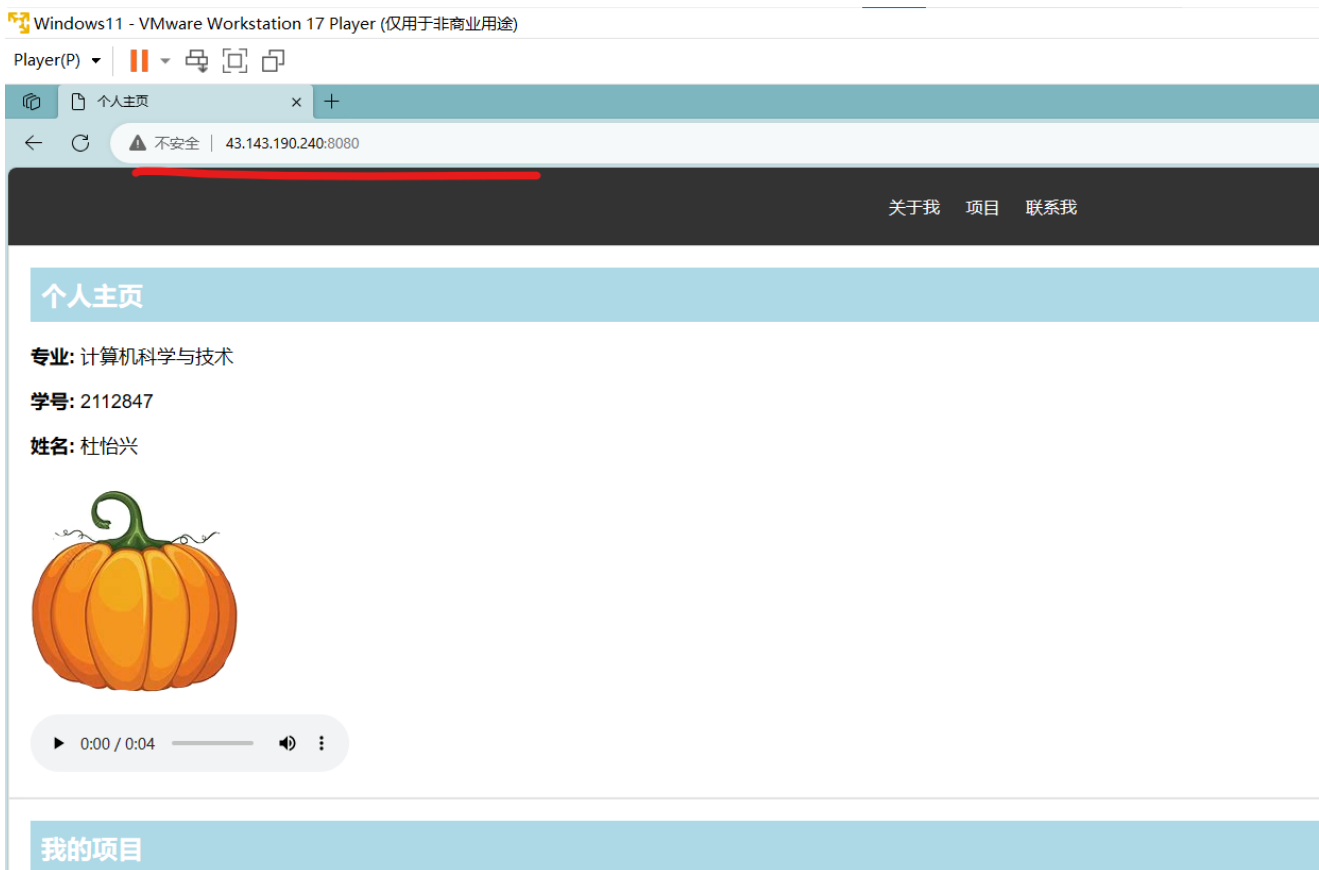 Windows11 - VMware Workstation 17 Player (仅用于非商业用途)
Player(P)
个人主页
不安全 | 43.143.190.240:8080
关于我 项目 联系我
个人主页
专业: 计算机科学与技术
学号: 2112847
姓名: 杜怡兴
0:00 / 0:04
我的项目